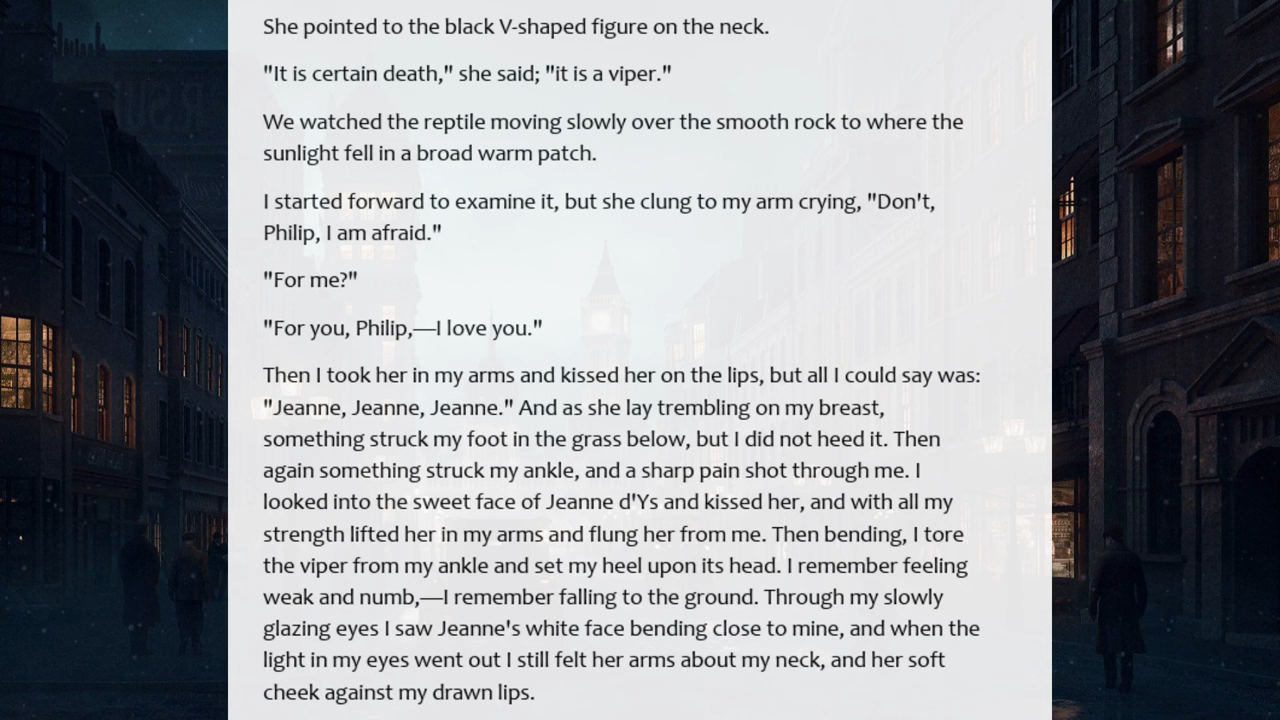 She pointed to the black V-shaped figure on the neck.
"It is certain death," she said; "it is a viper."
We watched the reptile moving slowly over the smooth rock to where the
sunlight fell in a broad warm patch.
I started forward to examine it, but she clung to my arm crying, "Don't,
Philip, I am afraid."
"For me?"
"For you, Philip,—I love you."
Then I took her in my arms and kissed her on the lips, but all I could say was:
"Jeanne, Jeanne, Jeanne." And as she lay trembling on my breast,
something struck my foot in the grass below, but I did not heed it. Then
again something struck my ankle, and a sharp pain shot through me. I
looked into the sweet face of Jeanne d'Ys and kissed her, and with all my
strength lifted her in my arms and flung her from me. Then bending, I tore
the viper from my ankle and set my heel upon its head. I remember feeling
weak and numb,—I remember falling to the ground. Through my slowly
glazing eyes I saw Jeanne's white face bending close to mine, and when the
light in my eyes went out I still felt her arms about my neck, and her soft
cheek against my drawn lips.